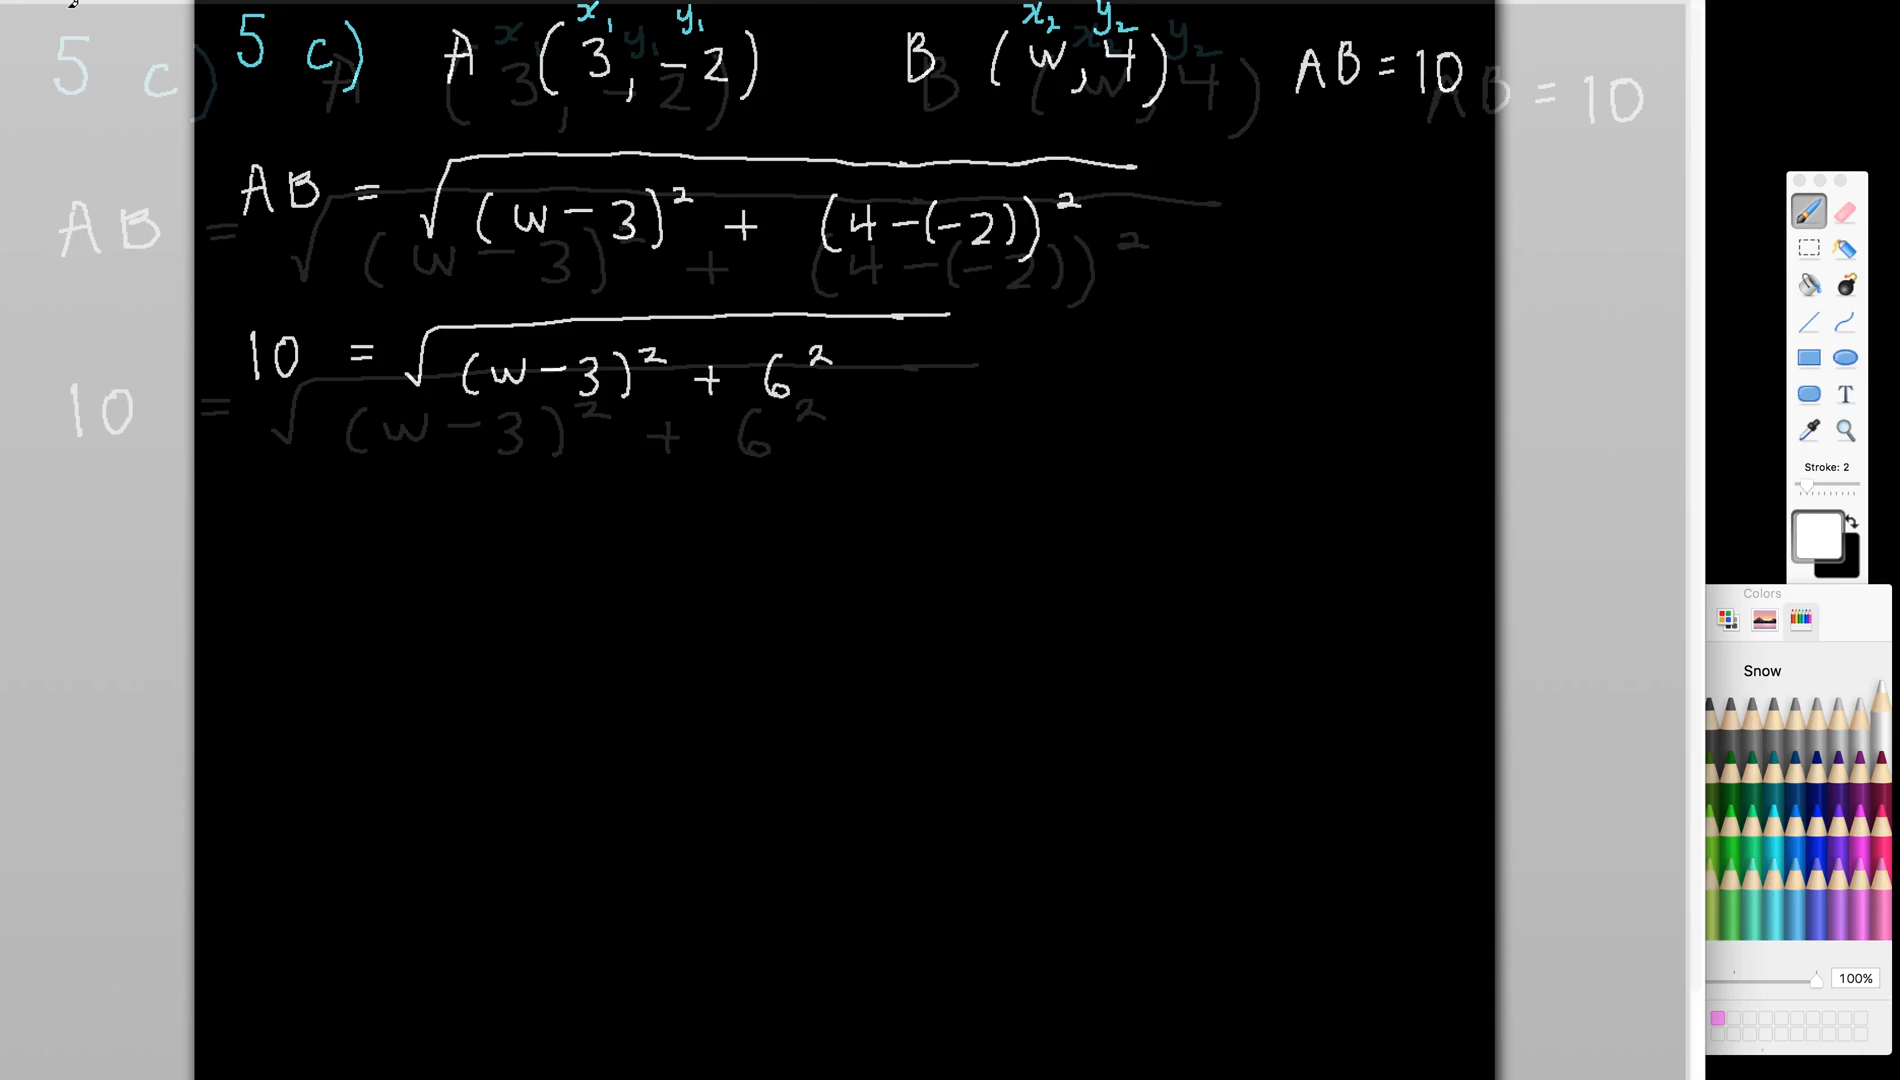 5 c) A (3, -2) B (w, 4) AB = 10
x₁ y₁ x₂ y₂
AB = √((w - 3)² + (4 - (-2))²)
10 = √((w - 3)² + 6²)
Stroke: 2
Colors
Snow
100%